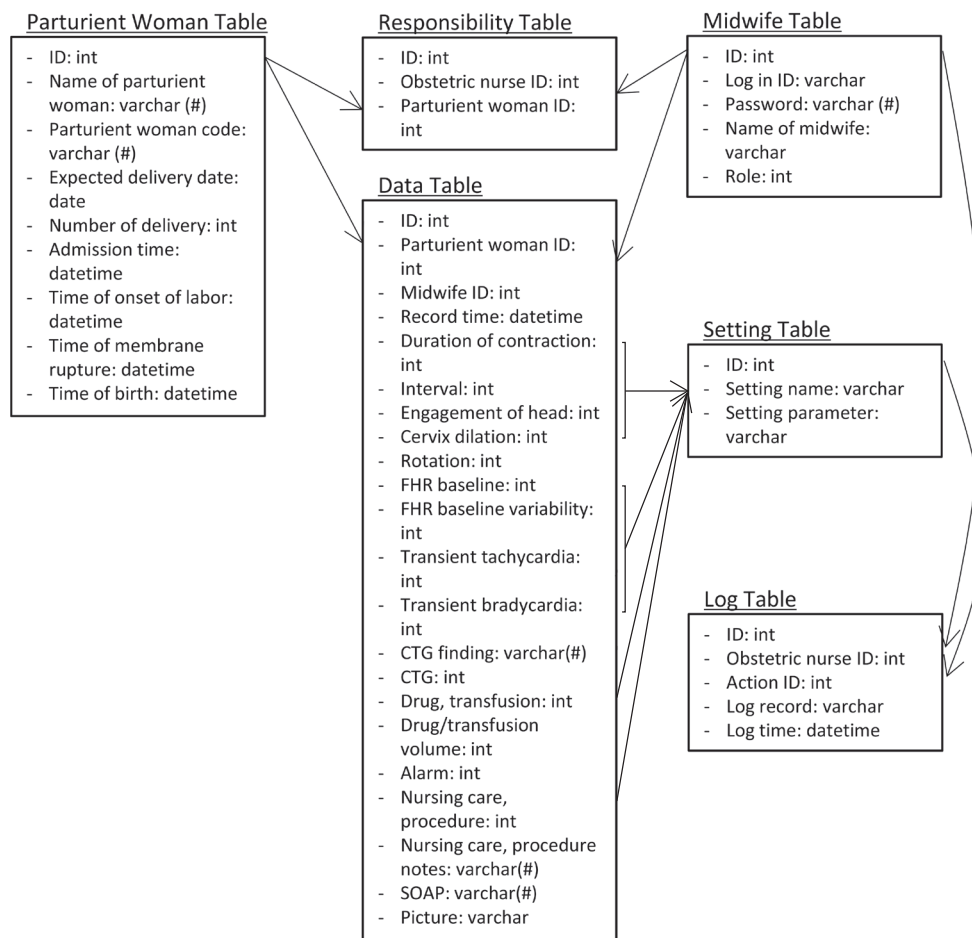 Parturient Woman Table
- ID: int
- Name of parturient
woman: varchar (#)
- Parturient woman code:
varchar (#)
- Expected delivery date:
date
- Number of delivery: int
- Admission time:
datetime
- Time of onset of labor:
datetime
- Time of membrane
rupture: datetime
- Time of birth: datetime
Responsibility Table
- ID: int
- Obstetric nurse ID: int
- Parturient woman ID:
int
Data Table
- ID: int
- Parturient woman ID:
int
- Midwife ID: int
- Record time: datetime
- Duration of contraction:
int
- Interval: int
- Engagement of head: int
- Cervix dilation: int
- Rotation: int
- FHR baseline: int
- FHR baseline variability:
int
- Transient tachycardia:
int
- Transient bradycardia:
int
- CTG finding: varchar(#)
- CTG: int
- Drug, transfusion: int
- Drug/transfusion
volume: int
- Alarm: int
- Nursing care,
procedure: int
- Nursing care, procedure
notes: varchar(#)
- SOAP: varchar(#)
- Picture: varchar
Midwife Table
- ID: int
- Log in ID: varchar
- Password: varchar (#)
- Name of midwife:
varchar
- Role: int
Setting Table
- ID: int
- Setting name: varchar
- Setting parameter:
varchar
Log Table
- ID: int
- Obstetric nurse ID: int
- Action ID: int
- Log record: varchar
- Log time: datetime